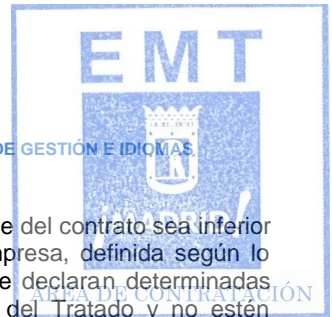 EMT
DE GESTIÓN E IDIOMAS
e del contrato sea inferior
¡MADRID!
presa, definida según lo
e declaran determinadas
ÁREA DE CONTRATACIÓN
del Tratado y no estén